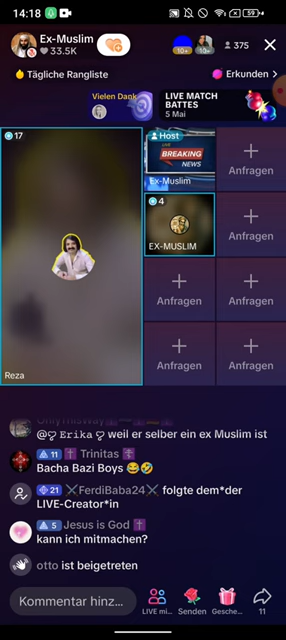 14:18
59
Ex-Muslim
33.5K
10+
10+
375
Tägliche Rangliste
Erkunden >
Vielen Dank
LIVE MATCH
BATTES
5 Mai
17
Host
LIVE
BREAKING
NEWS
Ex-Muslim
Anfragen
4
EX-MUSLIM
Anfragen
Anfragen
Anfragen
Anfragen
Anfragen
Reza
@ღ Erika ღ weil er selber ein ex Muslim ist
11 ✝️ Trinitas ⚜
Bacha Bazi Boys 😂🤣
21 ⚔️FerdiBaba24⚔️ folgte dem*der
LIVE-Creator*in
5 Jesus is God ✝️
kann ich mitmachen?
otto ist beigetreten
Kommentar hinz...
LIVE mi...
Senden
Gesche...
11